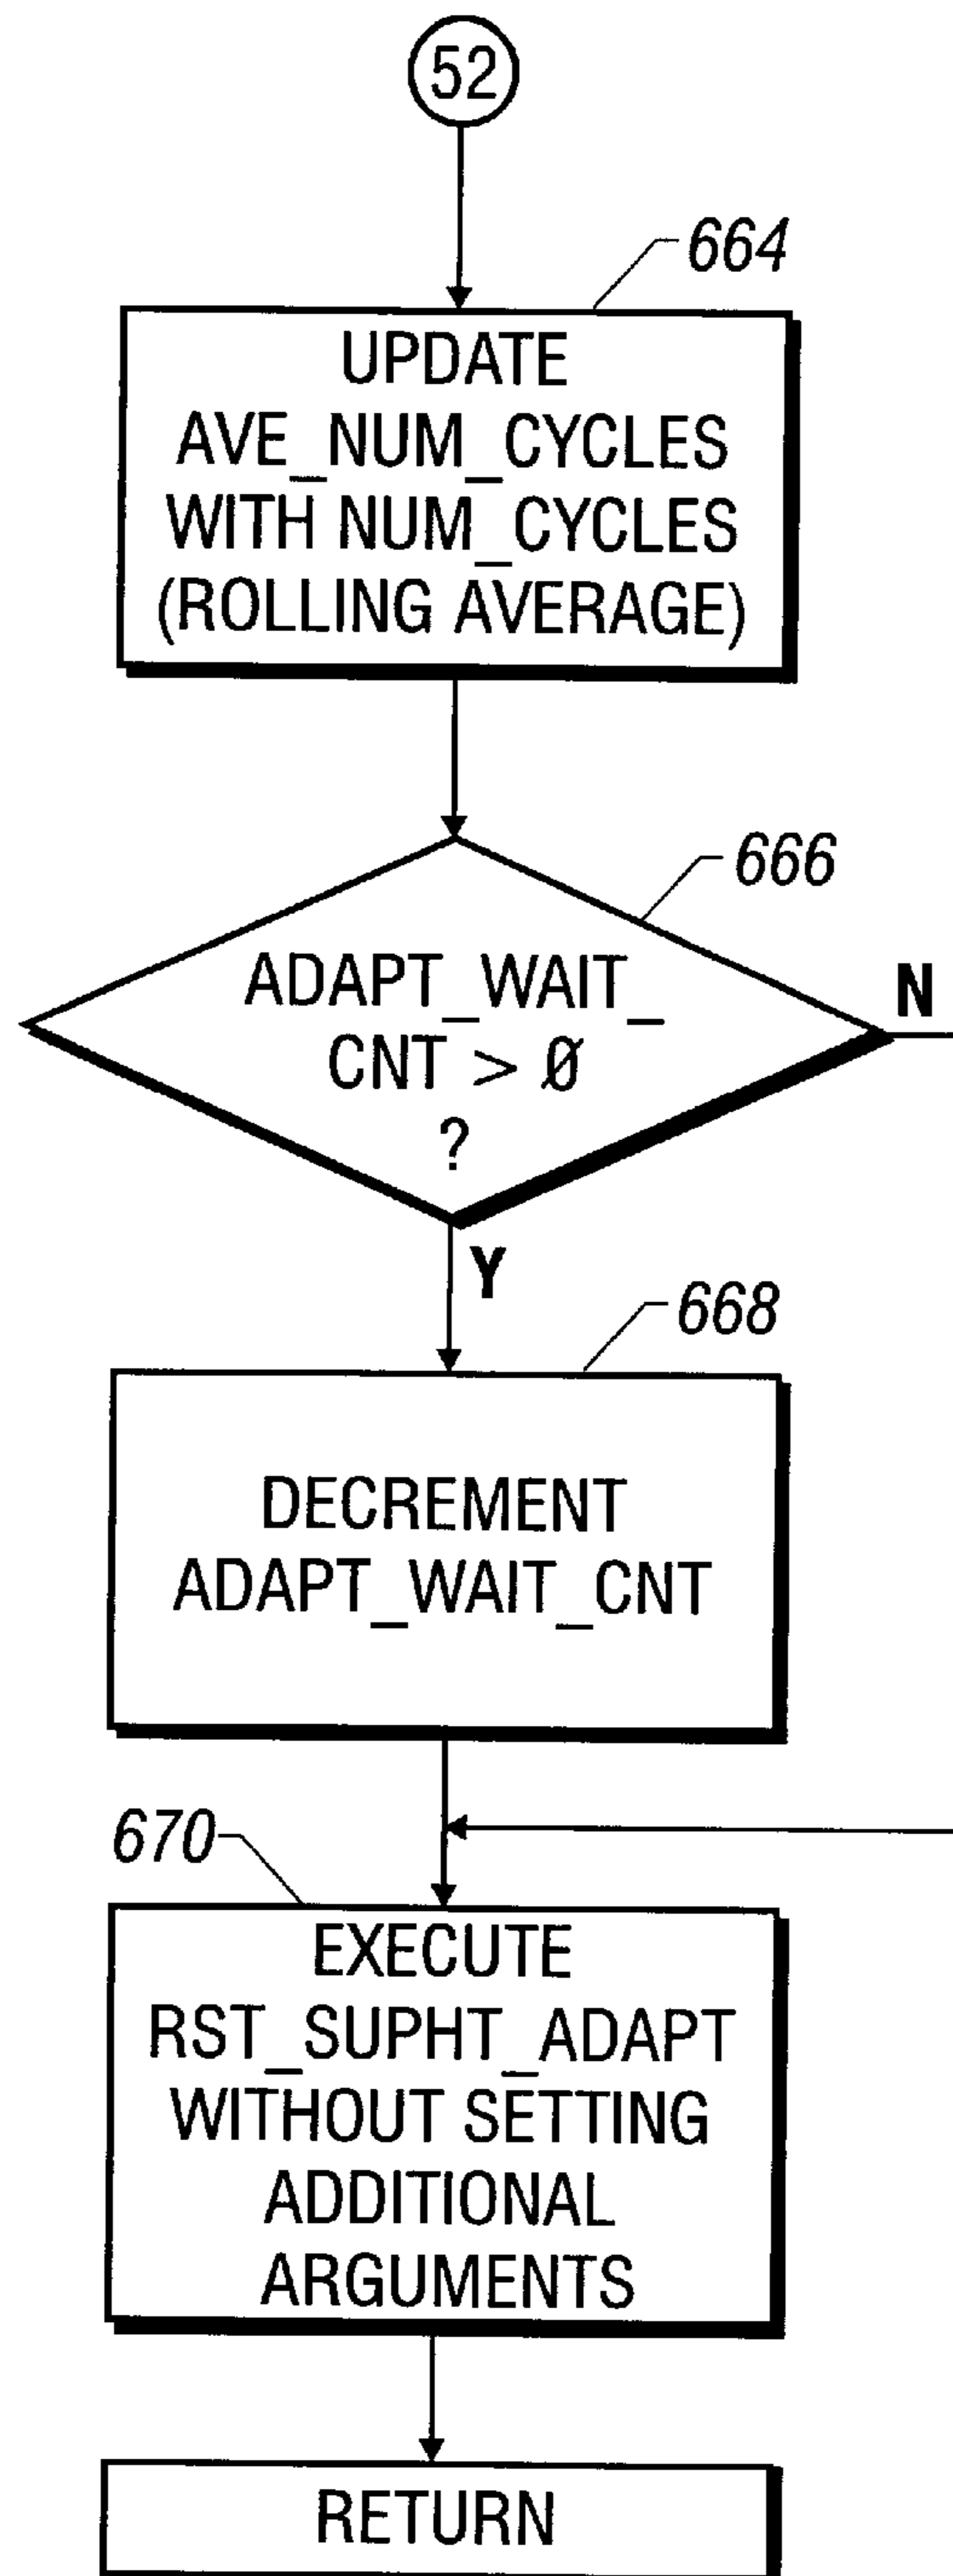 52
664
UPDATE
AVE_NUM_CYCLES
WITH NUM_CYCLES
(ROLLING AVERAGE)
666
ADAPT_WAIT_
CNT > Ø
?
N
Y
668
DECREMENT
ADAPT_WAIT_CNT
670
EXECUTE
RST_SUPHT_ADAPT
WITHOUT SETTING
ADDITIONAL
ARGUMENTS
RETURN